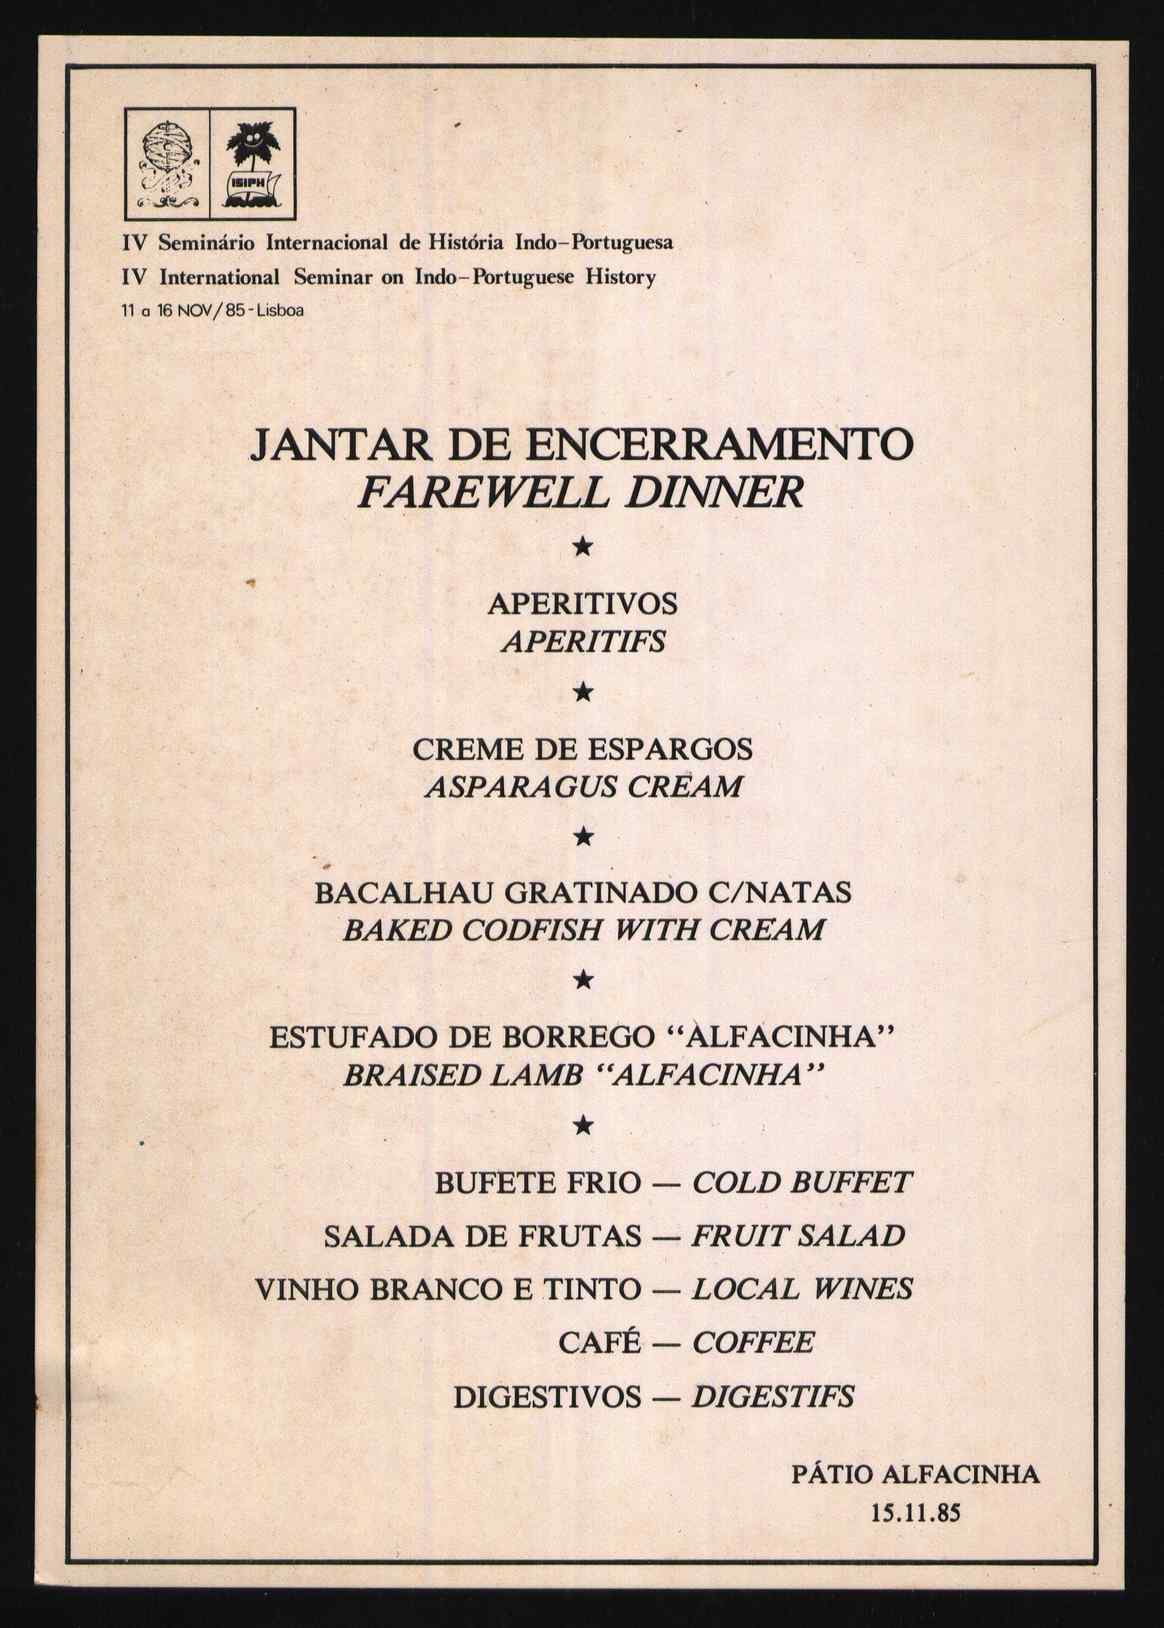 ISIPH
IV Seminário Internacional de História Indo-Portuguesa
IV International Seminar on Indo-Portuguese History
11 a 16 NOV/85-Lisboa
JANTAR DE ENCERRAMENTO
FAREWELL DINNER
★
APERITIVOS
APERITIFS
★
CREME DE ESPARGOS
ASPARAGUS CREAM
★
BACALHAU GRATINADO C/NATAS
BAKED CODFISH WITH CREAM
★
ESTUFADO DE BORREGO “ALFACINHA”
BRAISED LAMB “ALFACINHA”
★
BUFETE FRIO — COLD BUFFET
SALADA DE FRUTAS — FRUIT SALAD
VINHO BRANCO E TINTO — LOCAL WINES
CAFÉ — COFFEE
DIGESTIVOS — DIGESTIFS
PÁTIO ALFACINHA
15.11.85